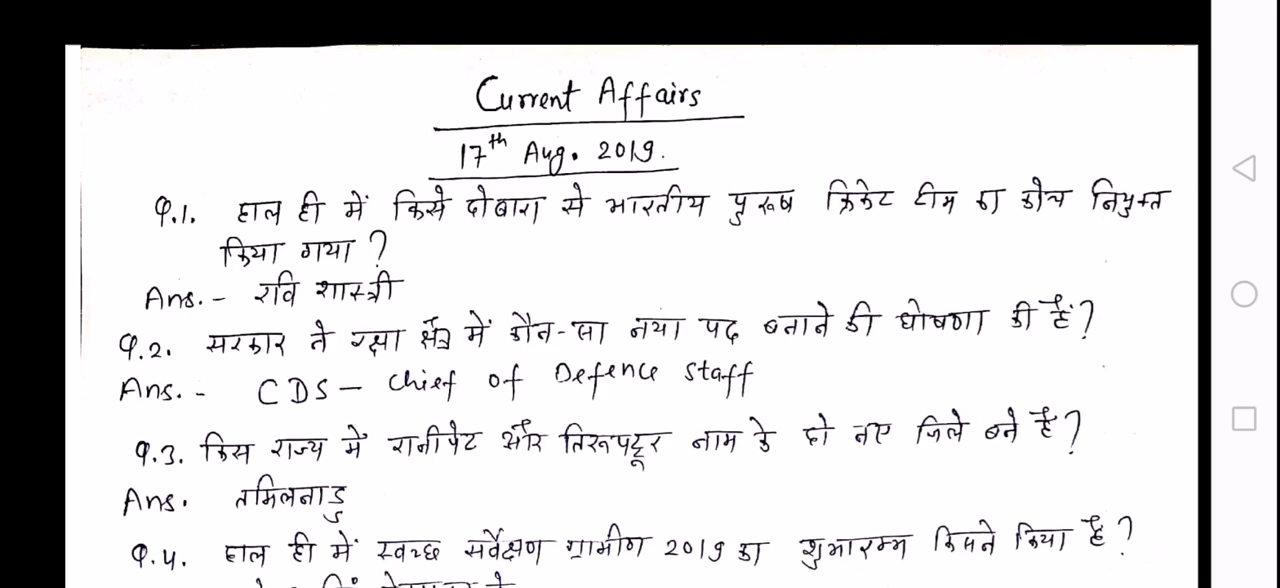 Current Affairs
17th Aug. 2019.
Q.1. हाल ही में किसे दोबारा से भारतीय पुरूष क्रिकेट टीम का कोच नियुक्त
किया गया ?
Ans. - रवि शास्त्री
Q.2. सरकार ने रक्षा क्षेत्र में कौन-सा नया पद बनाने की घोषणा की हैं ?
Ans. - CDS – Chief of Defence Staff
Q.3. किस राज्य में रानीपेट और तिरूपट्टूर नाम के दो नए जिले बने है ?
Ans. तमिलनाडु
Q.4. हाल ही में स्वच्छ सर्वेक्षण ग्रामीण 2019 का शुभारम्भ किसने किया है ?